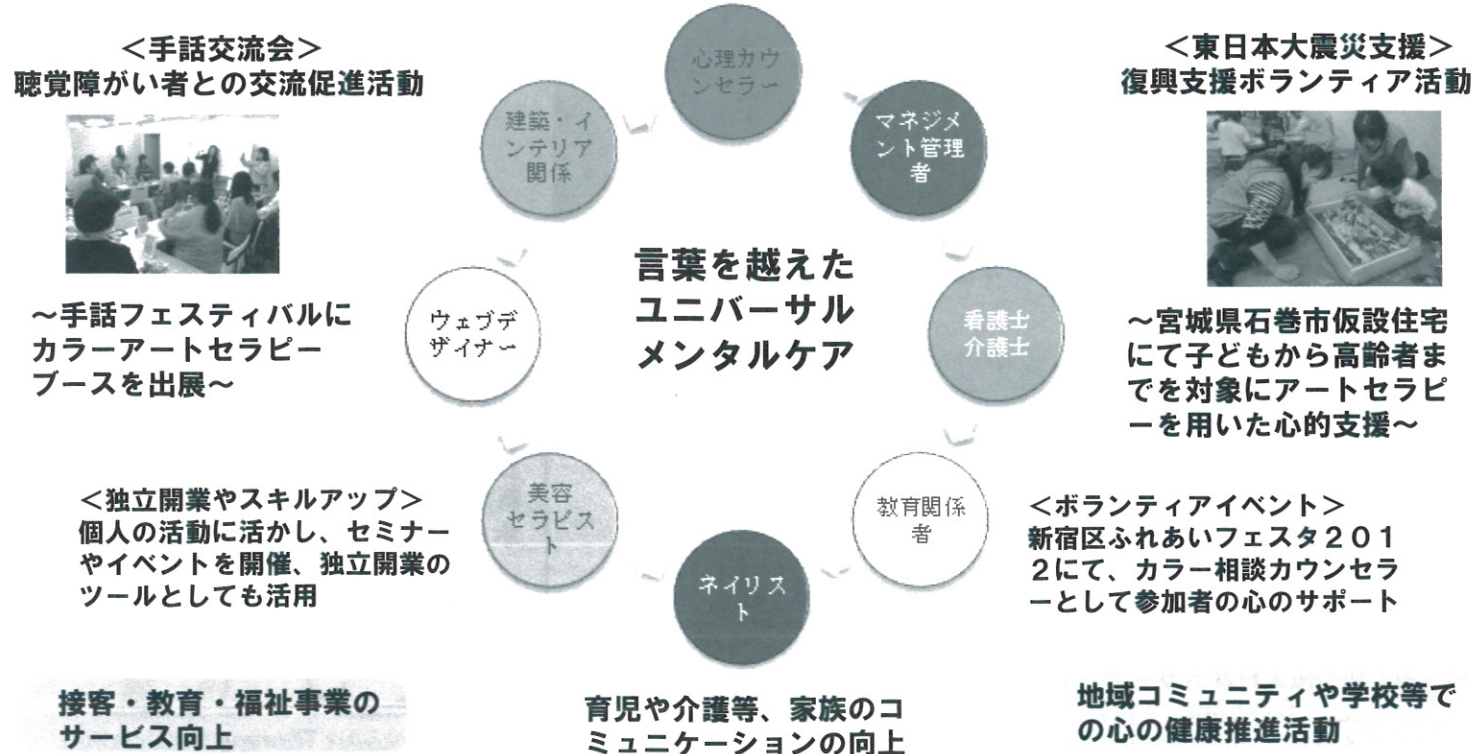 ＜手話交流会＞
聴覚障がい者との交流促進活動
～手話フェスティバルに
カラーアートセラピー
ブースを出展～
＜独立開業やスキルアップ＞
個人の活動に活かし、セミナー
やイベントを開催、独立開業の
ツールとしても活用
接客・教育・福祉事業の
サービス向上
心理カウ
ンセラー
マネジメ
ント管理
者
看護士
介護士
教育関係
者
ネイリス
ト
美容
セラピス
ト
ウェブデ
ザイナー
建築・イ
ンテリア
関係
言葉を越えた
ユニバーサル
メンタルケア
育児や介護等、家族のコ
ミュニケーションの向上
＜東日本大震災支援＞
復興支援ボランティア活動
～宮城県石巻市仮設住宅
にて子どもから高齢者ま
でを対象にアートセラピ
ーを用いた心的支援～
＜ボランティアイベント＞
新宿区ふれあいフェスタ２０１
２にて、カラー相談カウンセラ
ーとして参加者の心のサポート
地域コミュニティや学校等で
の心の健康推進活動